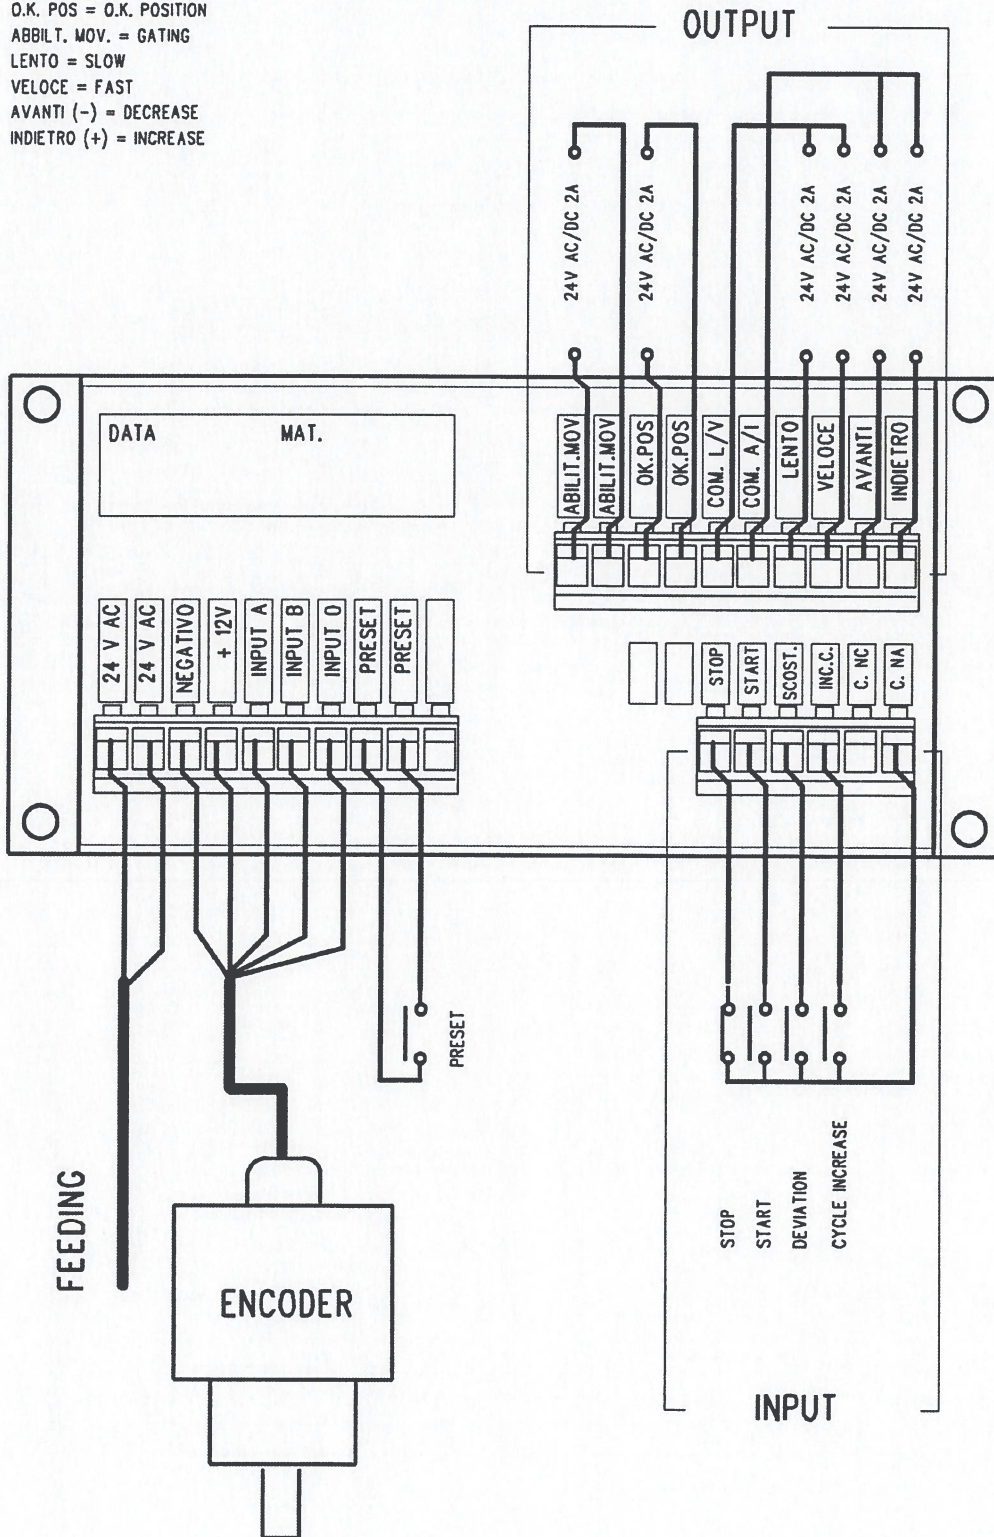 O.K. POS = O.K. POSITION
ABBILT. MOV. = GATING
LENTO = SLOW
VELOCE = FAST
AVANTI (-) = DECREASE
INDIETRO (+) = INCREASE
OUTPUT
24V AC/DC 2A
24V AC/DC 2A
24V AC/DC 2A
24V AC/DC 2A
24V AC/DC 2A
24V AC/DC 2A
DATA MAT.
ABILIT.MOV
ABILIT.MOV
OK.POS
OK.POS
COM. L/V
COM. A/I
LENTO
VELOCE
AVANTI
INDIETRO
24 V AC
24 V AC
NEGATIVO
+ 12V
INPUT A
INPUT B
INPUT 0
PRESET
PRESET
STOP
START
SCOST.
INC.C.
C. NC
C. NA
PRESET
FEEDING
ENCODER
STOP
START
DEVIATION
CYCLE INCREASE
INPUT